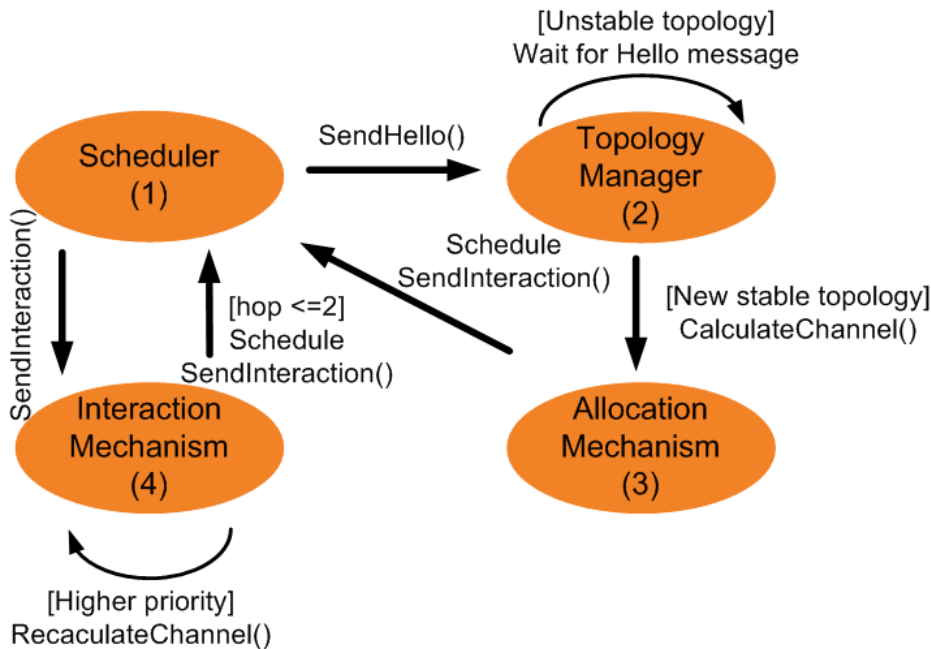 [Unstable topology]
Wait for Hello message
Scheduler
(1)
SendHello()
Topology
Manager
(2)
SendInteraction()
Schedule
SendInteraction()
[hop <=2]
Schedule
SendInteraction()
[New stable topology]
CalculateChannel()
Interaction
Mechanism
(4)
Allocation
Mechanism
(3)
[Higher priority]
RecaculateChannel()